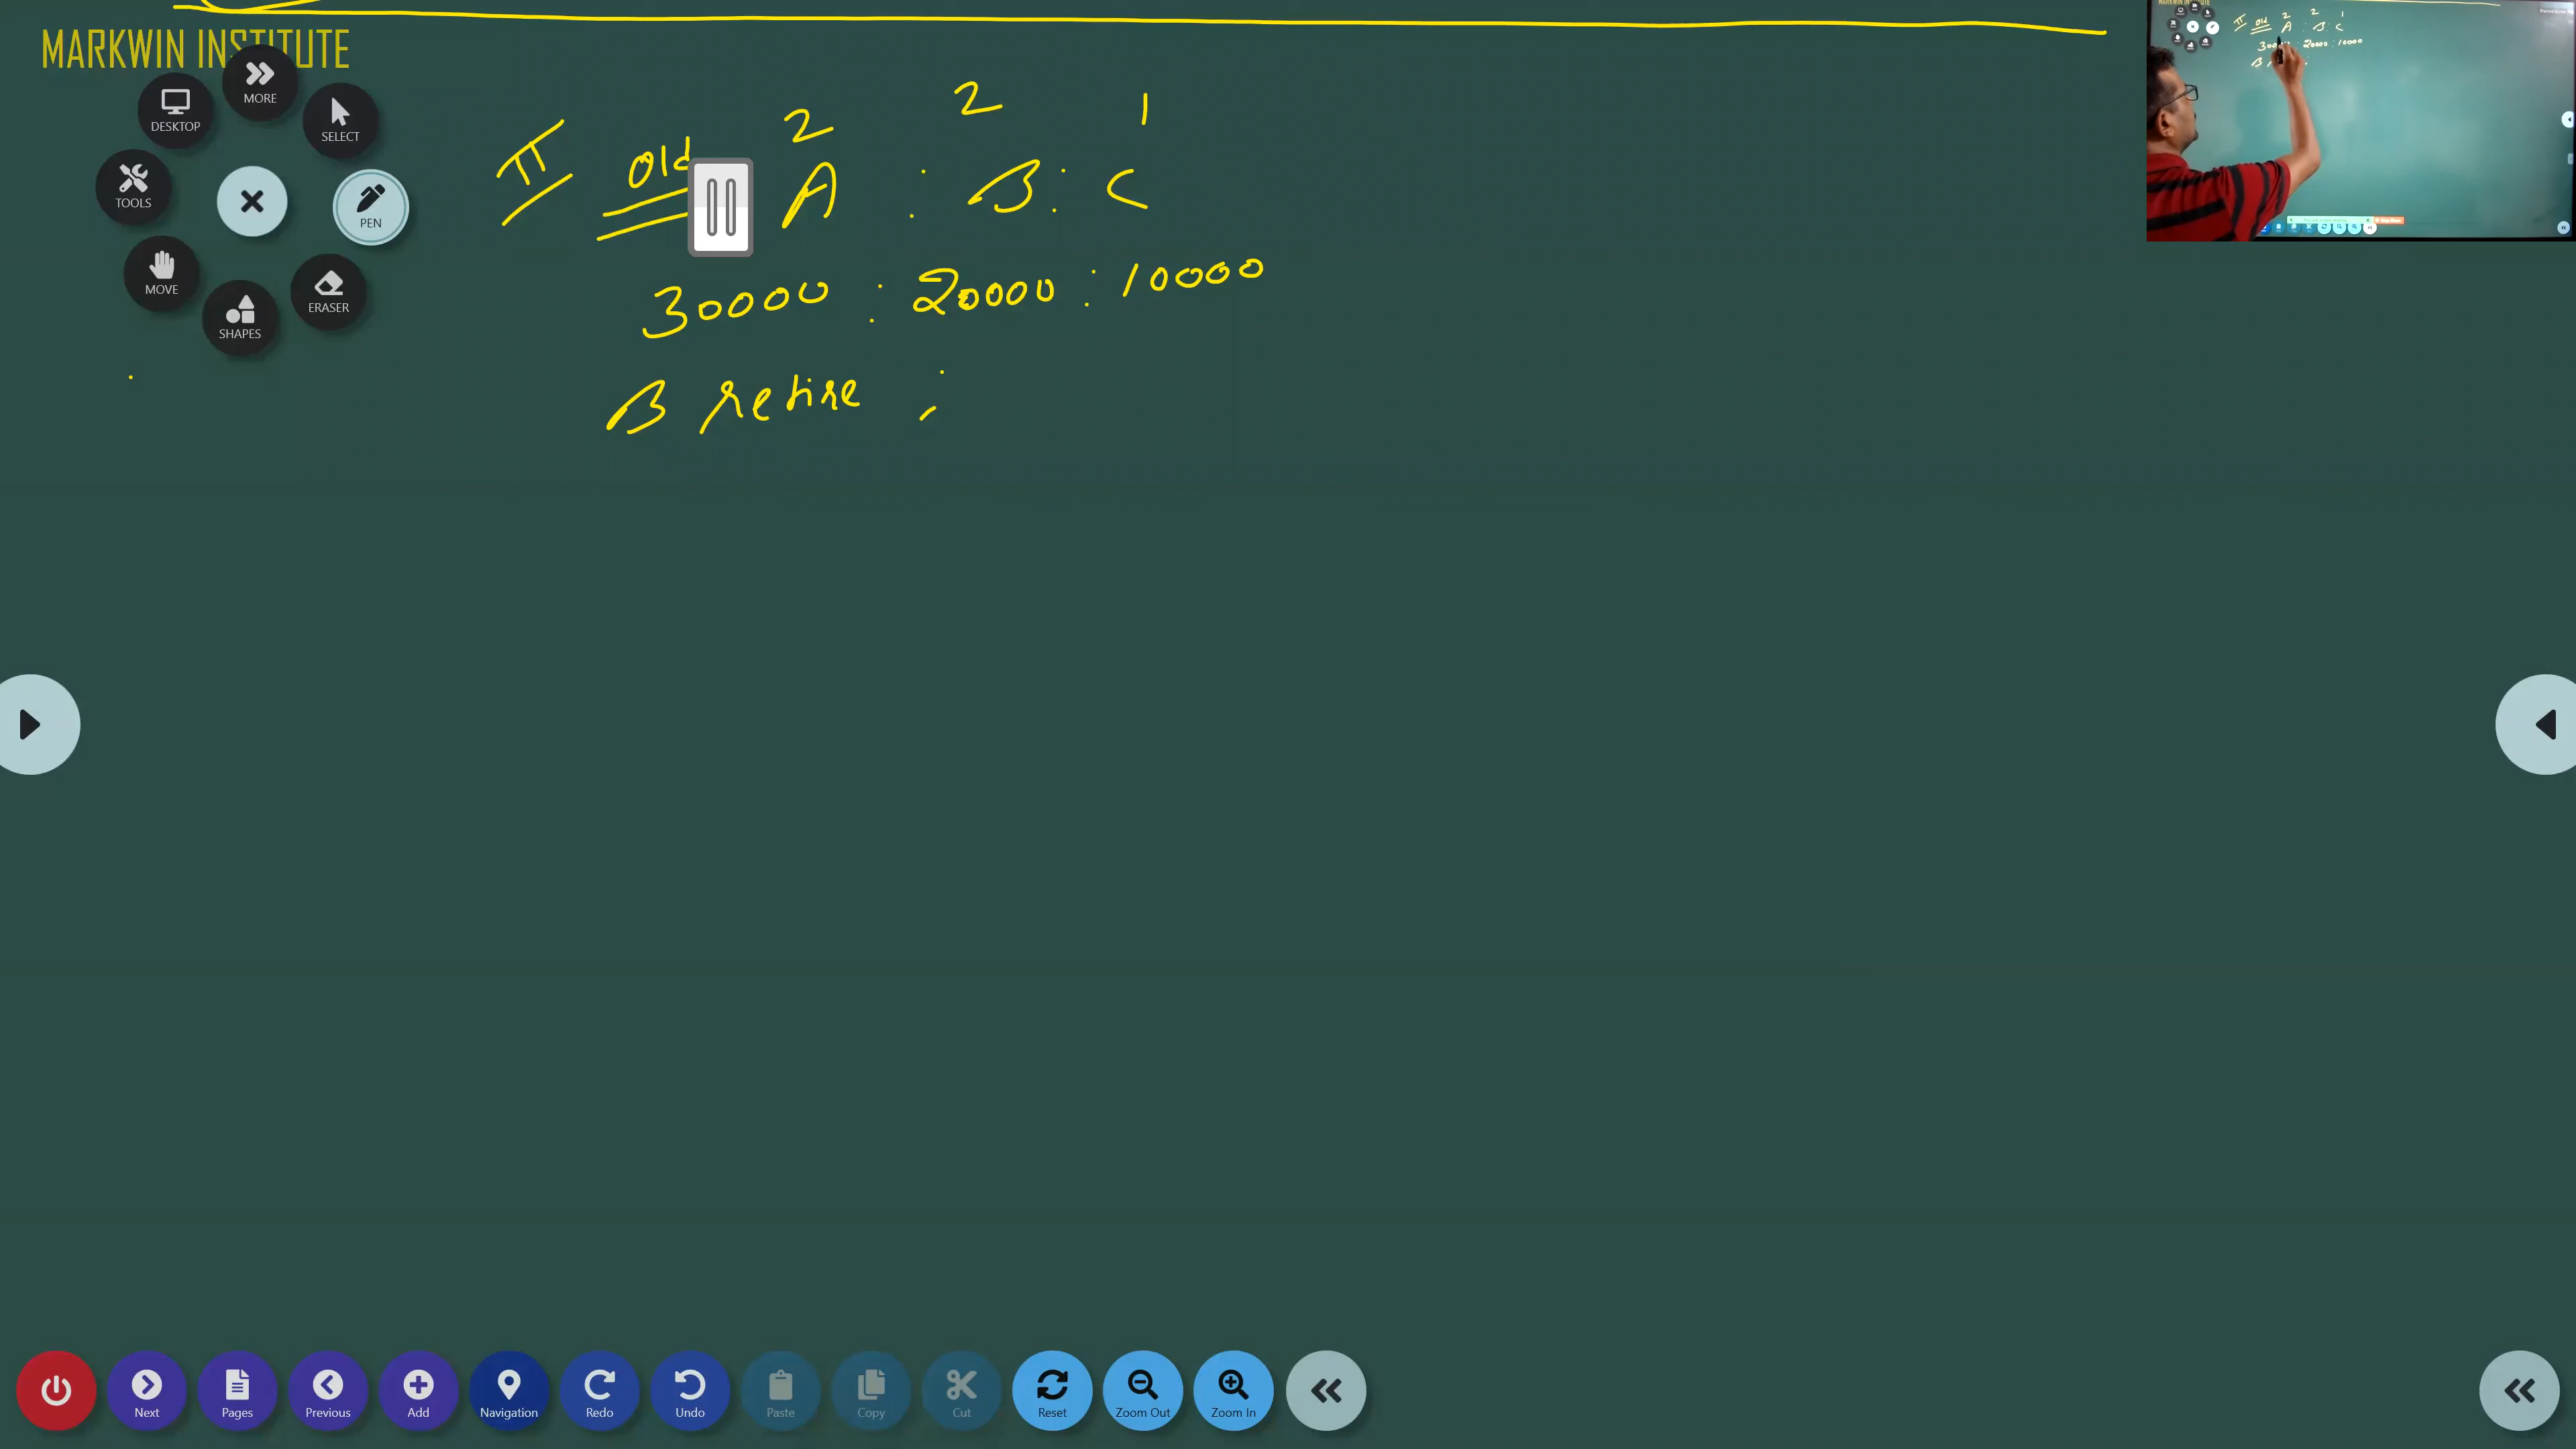 MARKWIN INSTITUTE
MORE
DESKTOP
SELECT
TOOLS
PEN
MOVE
ERASER
SHAPES
2 2 1
II old A : B : C
30000 : 20000 : 10000
B retire :
Next
Pages
Previous
Add
Navigation
Redo
Undo
Paste
Copy
Cut
Reset
Zoom Out
Zoom In